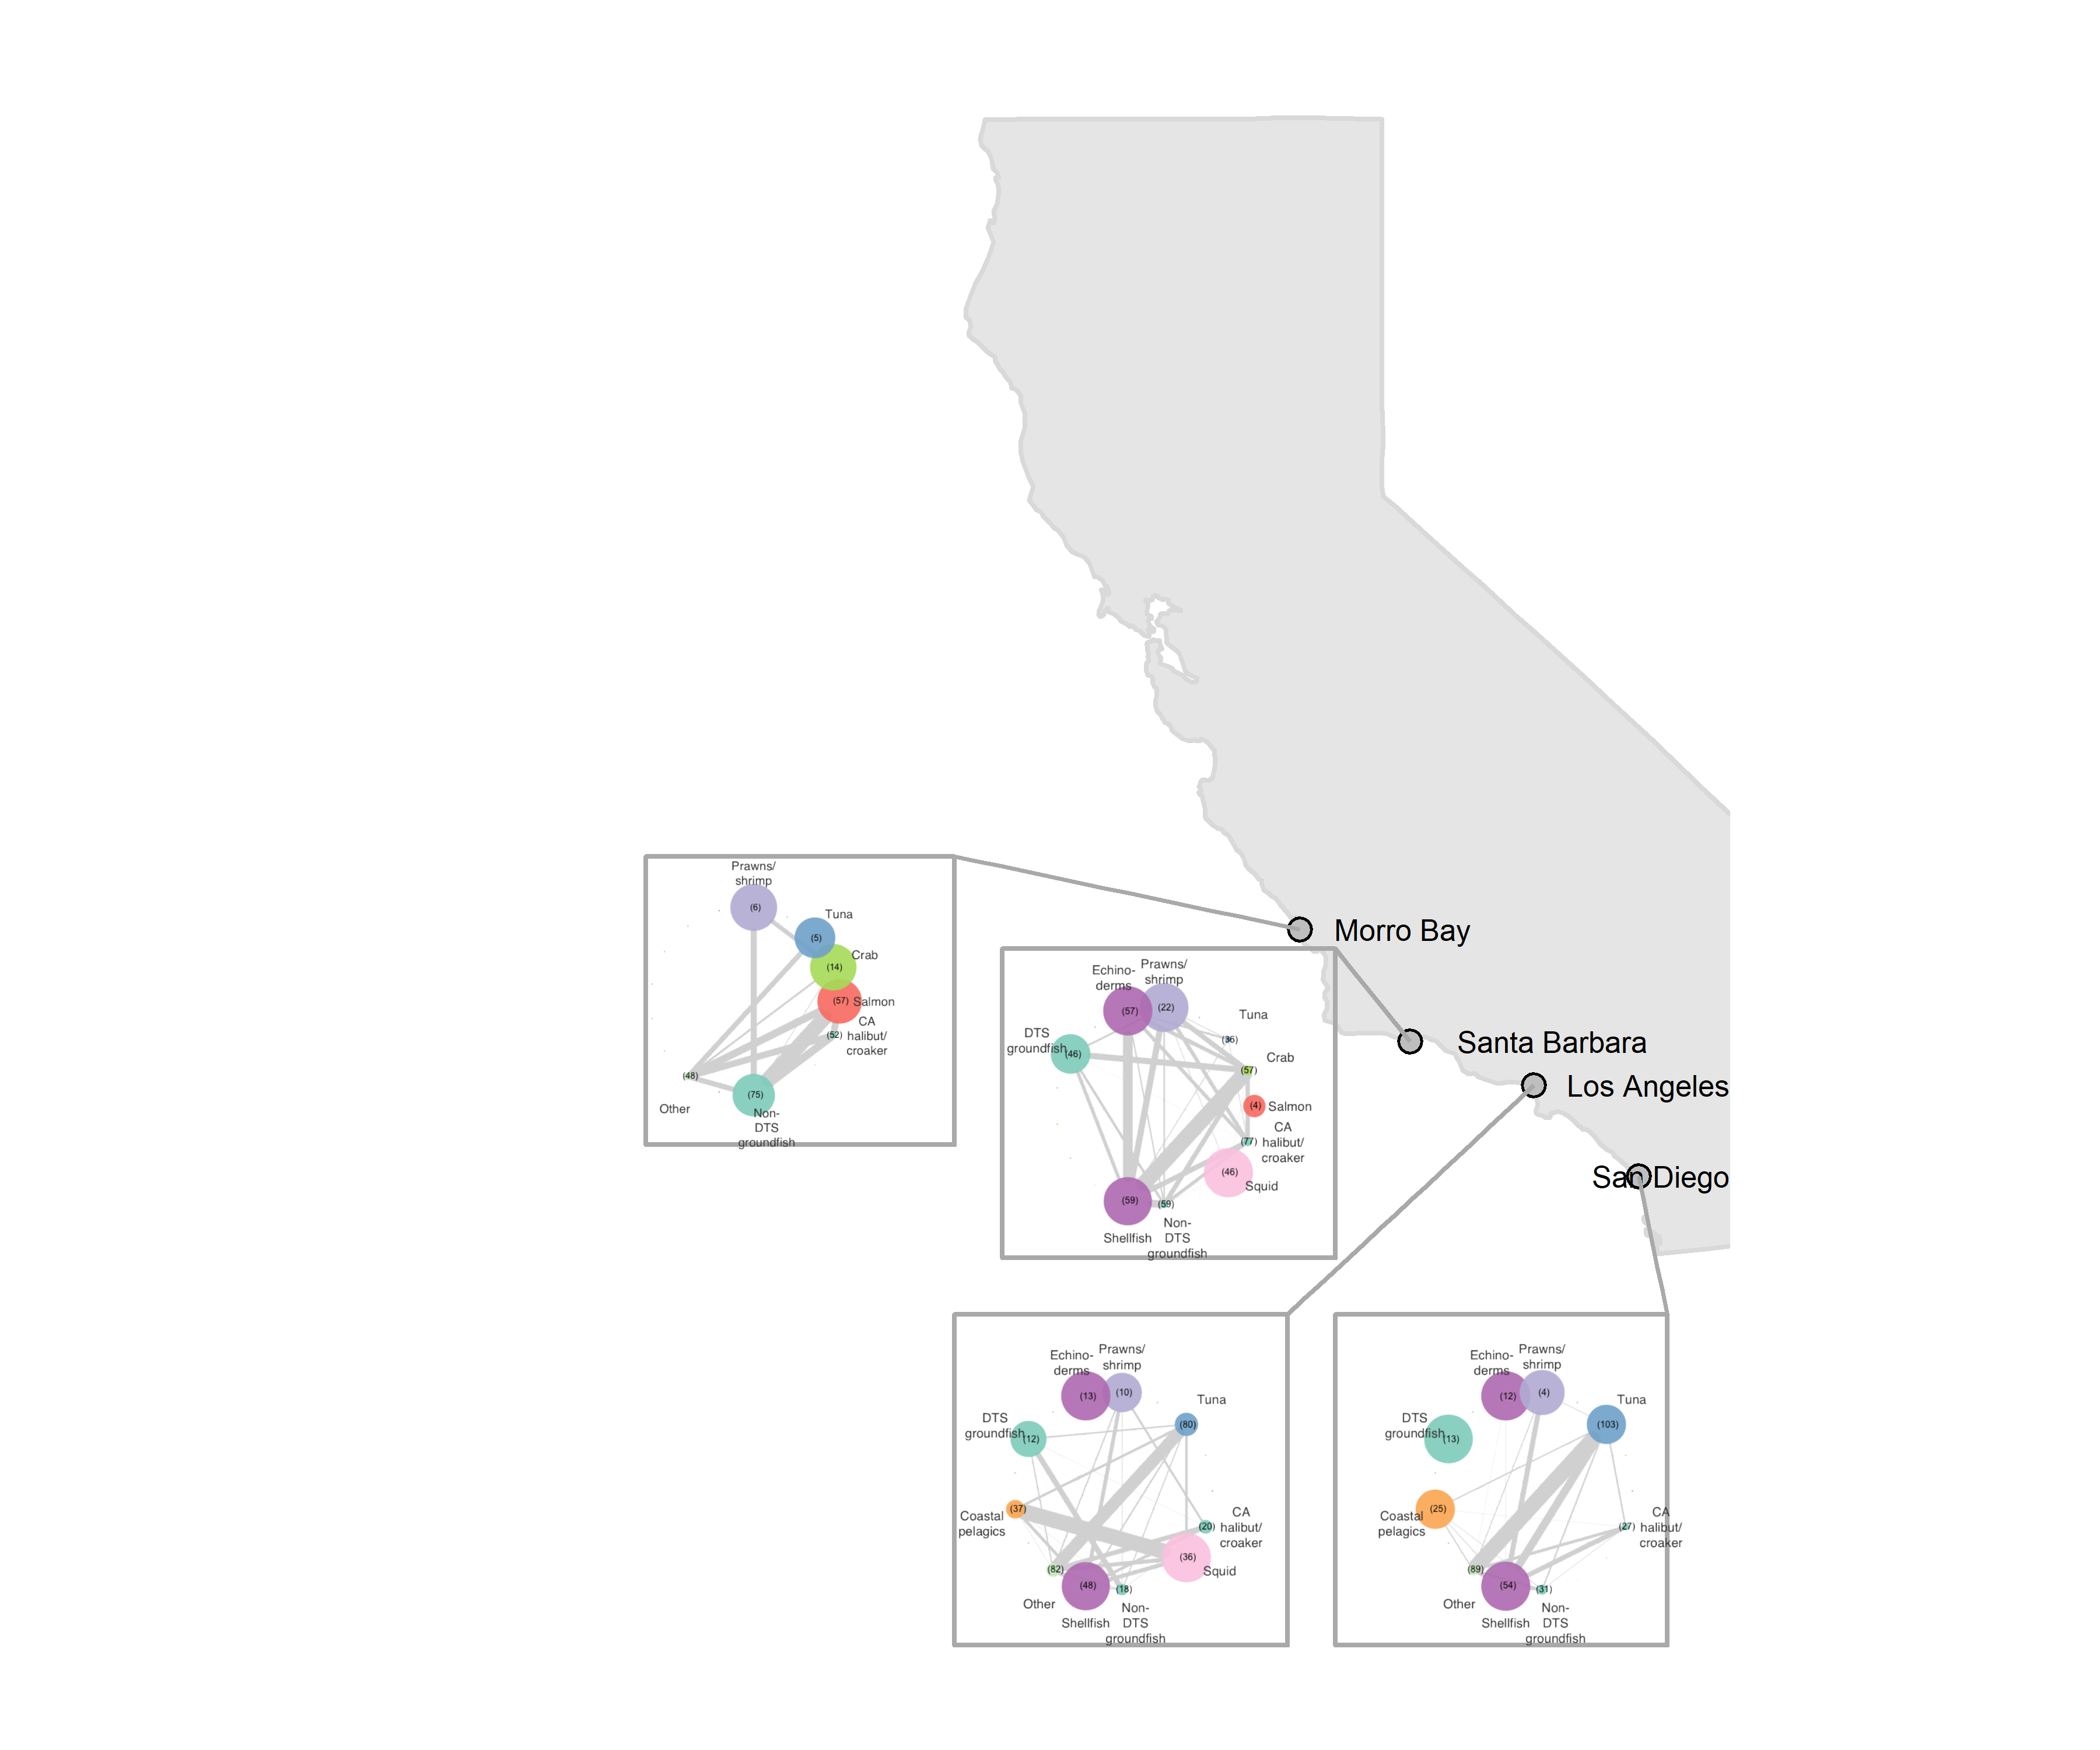 Prawns/
shrimp
(6)
Tuna
(5)
Crab
(14)
(57) Salmon
CA
halibut/
croaker
(52)
(48)
Other
(75)
Non-
DTS
groundfish
Morro Bay
Santa Barbara
Los Angeles
San Diego
Echino-
derms
Prawns/
shrimp
(57)
(22)
Tuna
(36)
DTS
groundfish
(46)
Crab
(57)
(4) Salmon
CA
halibut/
croaker
(77)
(46)
Squid
(59)
(59)
Shellfish
Non-
DTS
groundfish
Echino-
derms
Prawns/
shrimp
(13)
(10)
Tuna
(80)
DTS
groundfish
(12)
(37)
Coastal
pelagics
CA
halibut/
croaker
(20)
(36)
Squid
(82)
Other
(48)
Shellfish
(18)
Non-
DTS
groundfish
Echino-
derms
Prawns/
shrimp
(12)
(4)
Tuna
(103)
DTS
groundfish
(13)
(25)
Coastal
pelagics
(27)
CA
halibut/
croaker
(89)
Other
(54)
Shellfish
(31)
Non-
DTS
groundfish